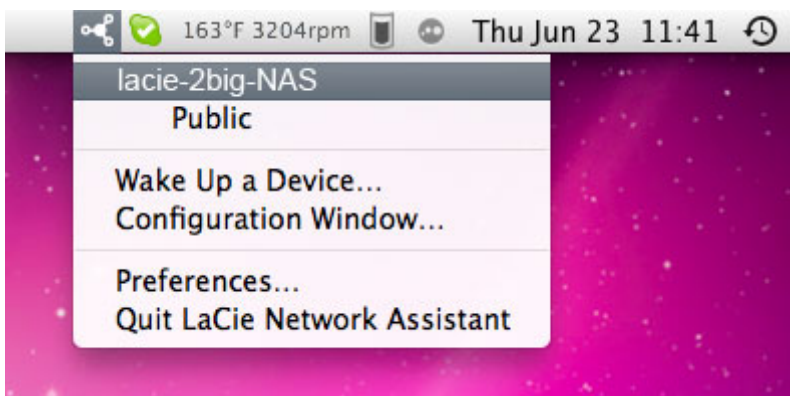 163°F 3204rpm Thu Jun 23 11:41
lacie-2big-NAS
Public
Wake Up a Device...
Configuration Window...
Preferences...
Quit LaCie Network Assistant